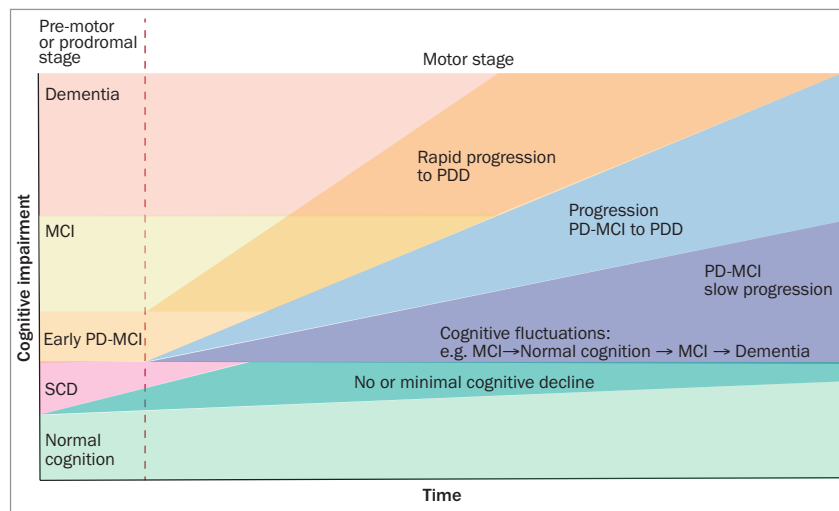 Pre-motor
or prodromal
stage
Motor stage
Dementia
Rapid progression
to PDD
MCI
Progression
PD-MCI to PDD
PD-MCI
slow progression
Early PD-MCI
Cognitive fluctuations:
e.g. MCI→Normal cognition → MCI → Dementia
SCD
No or minimal cognitive decline
Normal
cognition
Cognitive impairment
Time